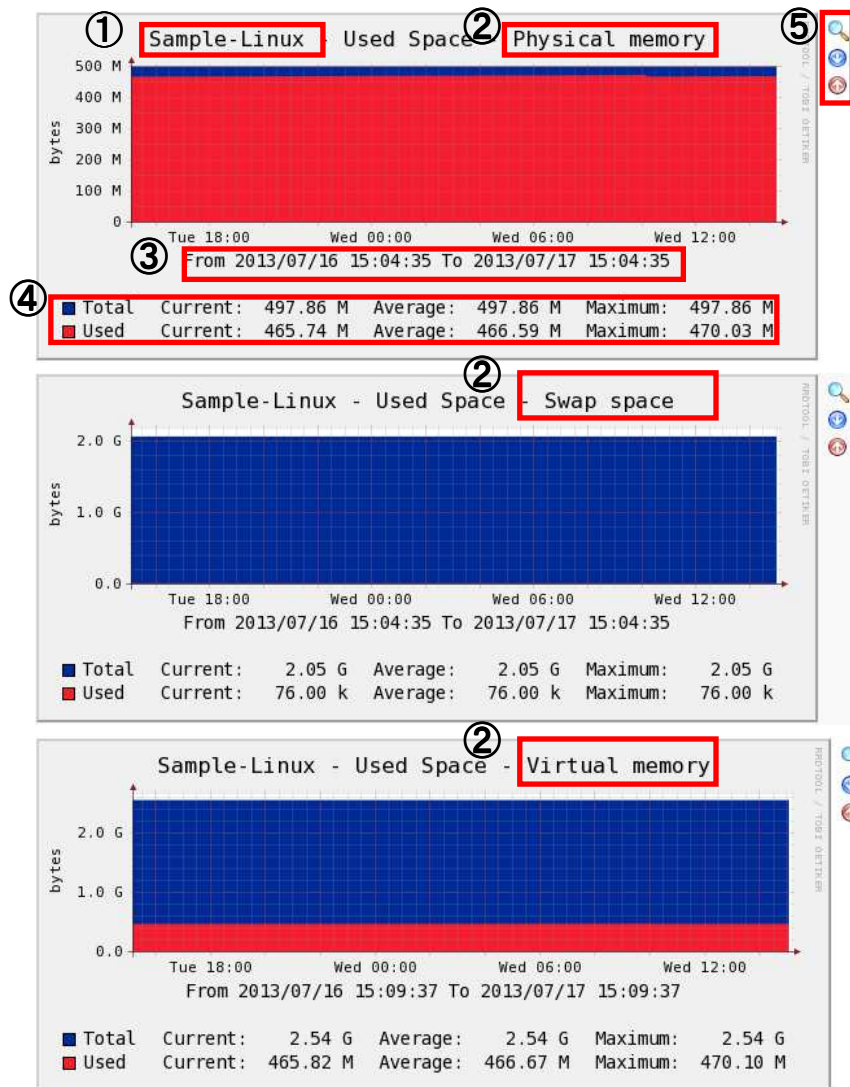 ① Sample-Linux - Used Space - ② Physical memory ⑤
500 M
400 M
300 M
200 M
100 M
0
bytes
Tue 18:00 Wed 00:00 Wed 06:00 Wed 12:00
③ From 2013/07/16 15:04:35 To 2013/07/17 15:04:35
④
Total Current: 497.86 M Average: 497.86 M Maximum: 497.86 M
Used Current: 465.74 M Average: 466.59 M Maximum: 470.03 M
TOOL / TOBI OETIKER
②
Sample-Linux - Used Space - Swap space
2.0 G
1.0 G
0.0
bytes
Tue 18:00 Wed 00:00 Wed 06:00 Wed 12:00
From 2013/07/16 15:04:35 To 2013/07/17 15:04:35
Total Current: 2.05 G Average: 2.05 G Maximum: 2.05 G
Used Current: 76.00 k Average: 76.00 k Maximum: 76.00 k
RRDTOOL / TOBI OETIKER
②
Sample-Linux - Used Space - Virtual memory
2.0 G
1.0 G
0.0
bytes
Tue 18:00 Wed 00:00 Wed 06:00 Wed 12:00
From 2013/07/16 15:09:37 To 2013/07/17 15:09:37
Total Current: 2.54 G Average: 2.54 G Maximum: 2.54 G
Used Current: 465.82 M Average: 466.67 M Maximum: 470.10 M
RRDTOOL / TOBI OETIKER